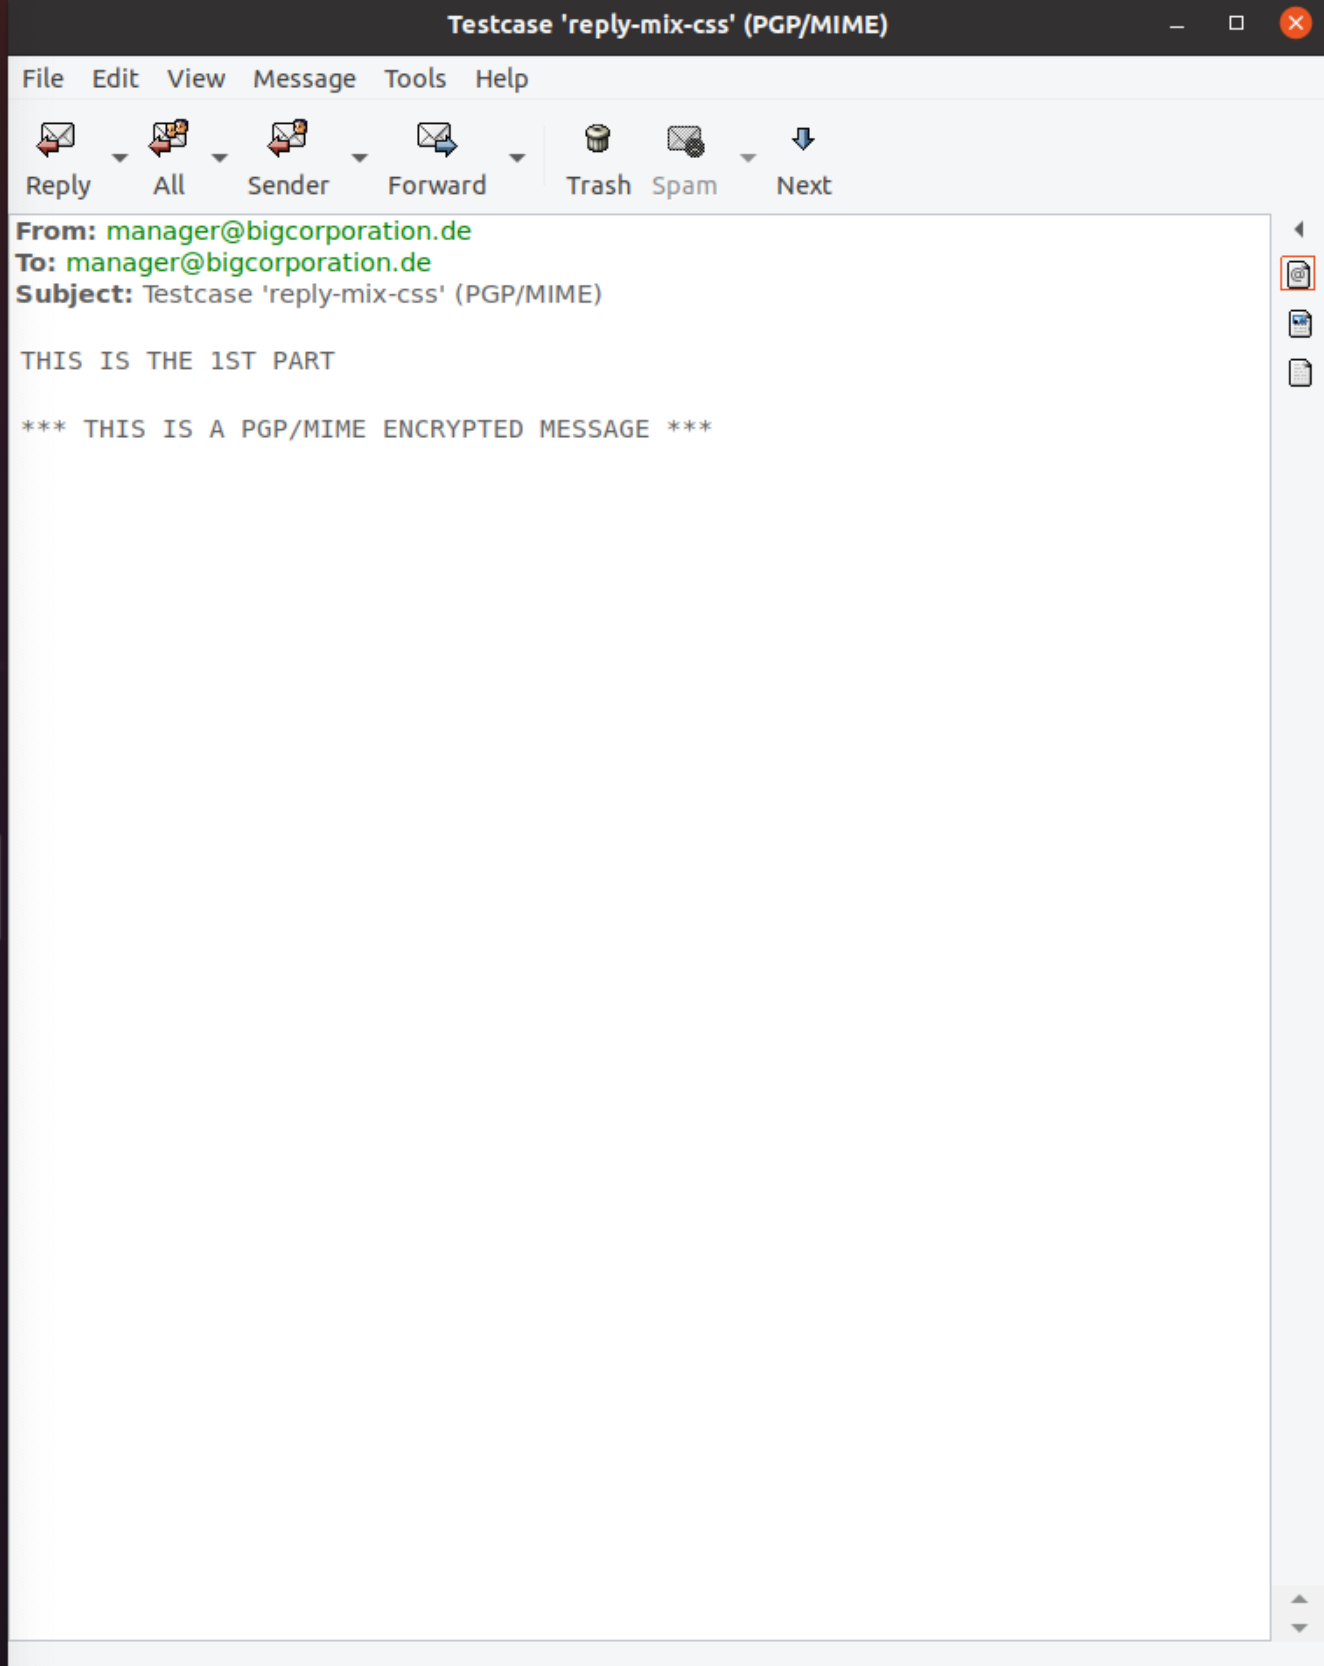 Testcase 'reply-mix-css' (PGP/MIME)
File Edit View Message Tools Help
Reply All Sender Forward Trash Spam Next
From: manager@bigcorporation.de
To: manager@bigcorporation.de
Subject: Testcase 'reply-mix-css' (PGP/MIME)
THIS IS THE 1ST PART
*** THIS IS A PGP/MIME ENCRYPTED MESSAGE ***